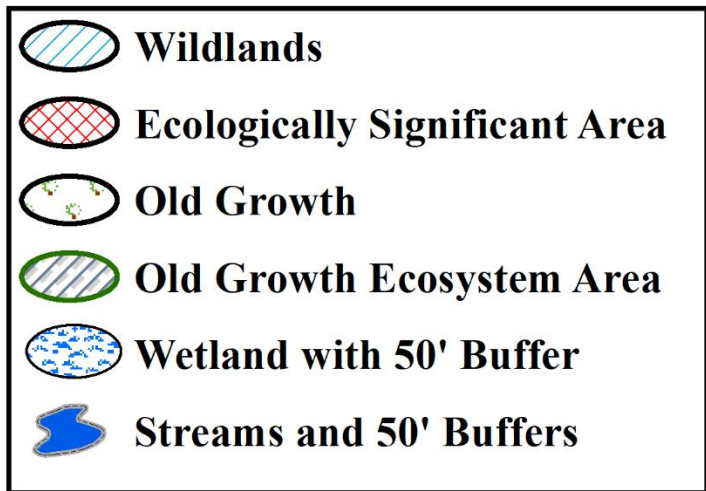 Wildlands
Ecologically Significant Area
Old Growth
Old Growth Ecosystem Area
Wetland with 50' Buffer
Streams and 50' Buffers